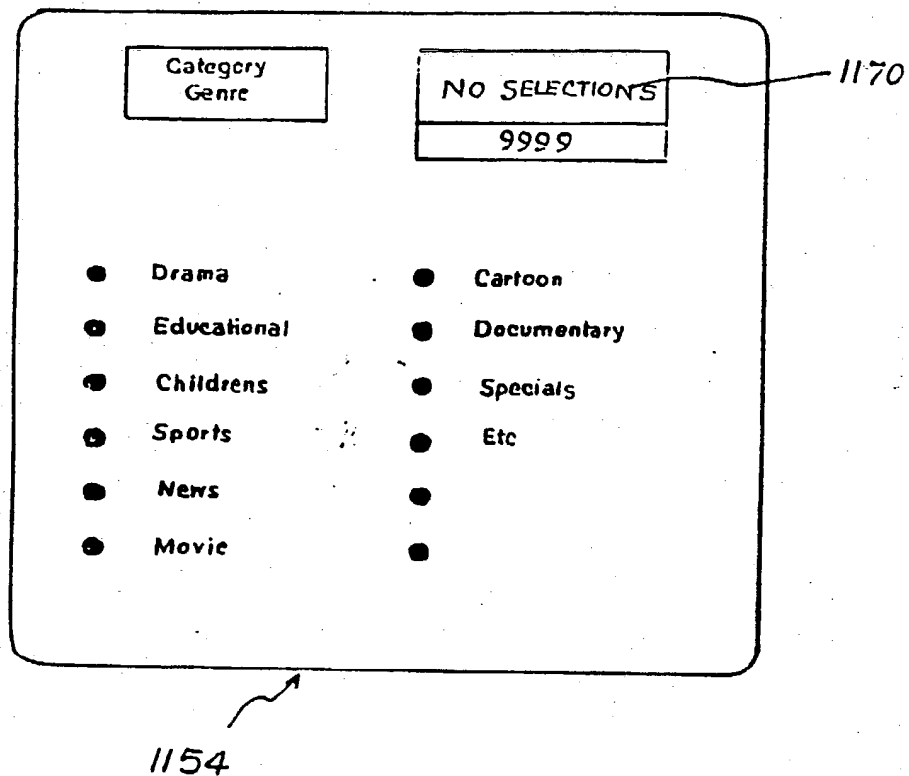 Category
Genre
NO SELECTIONS
1170
9999
Drama
Educational
Childrens
Sports
News
Movie
Cartoon
Documentary
Specials
Etc
1154